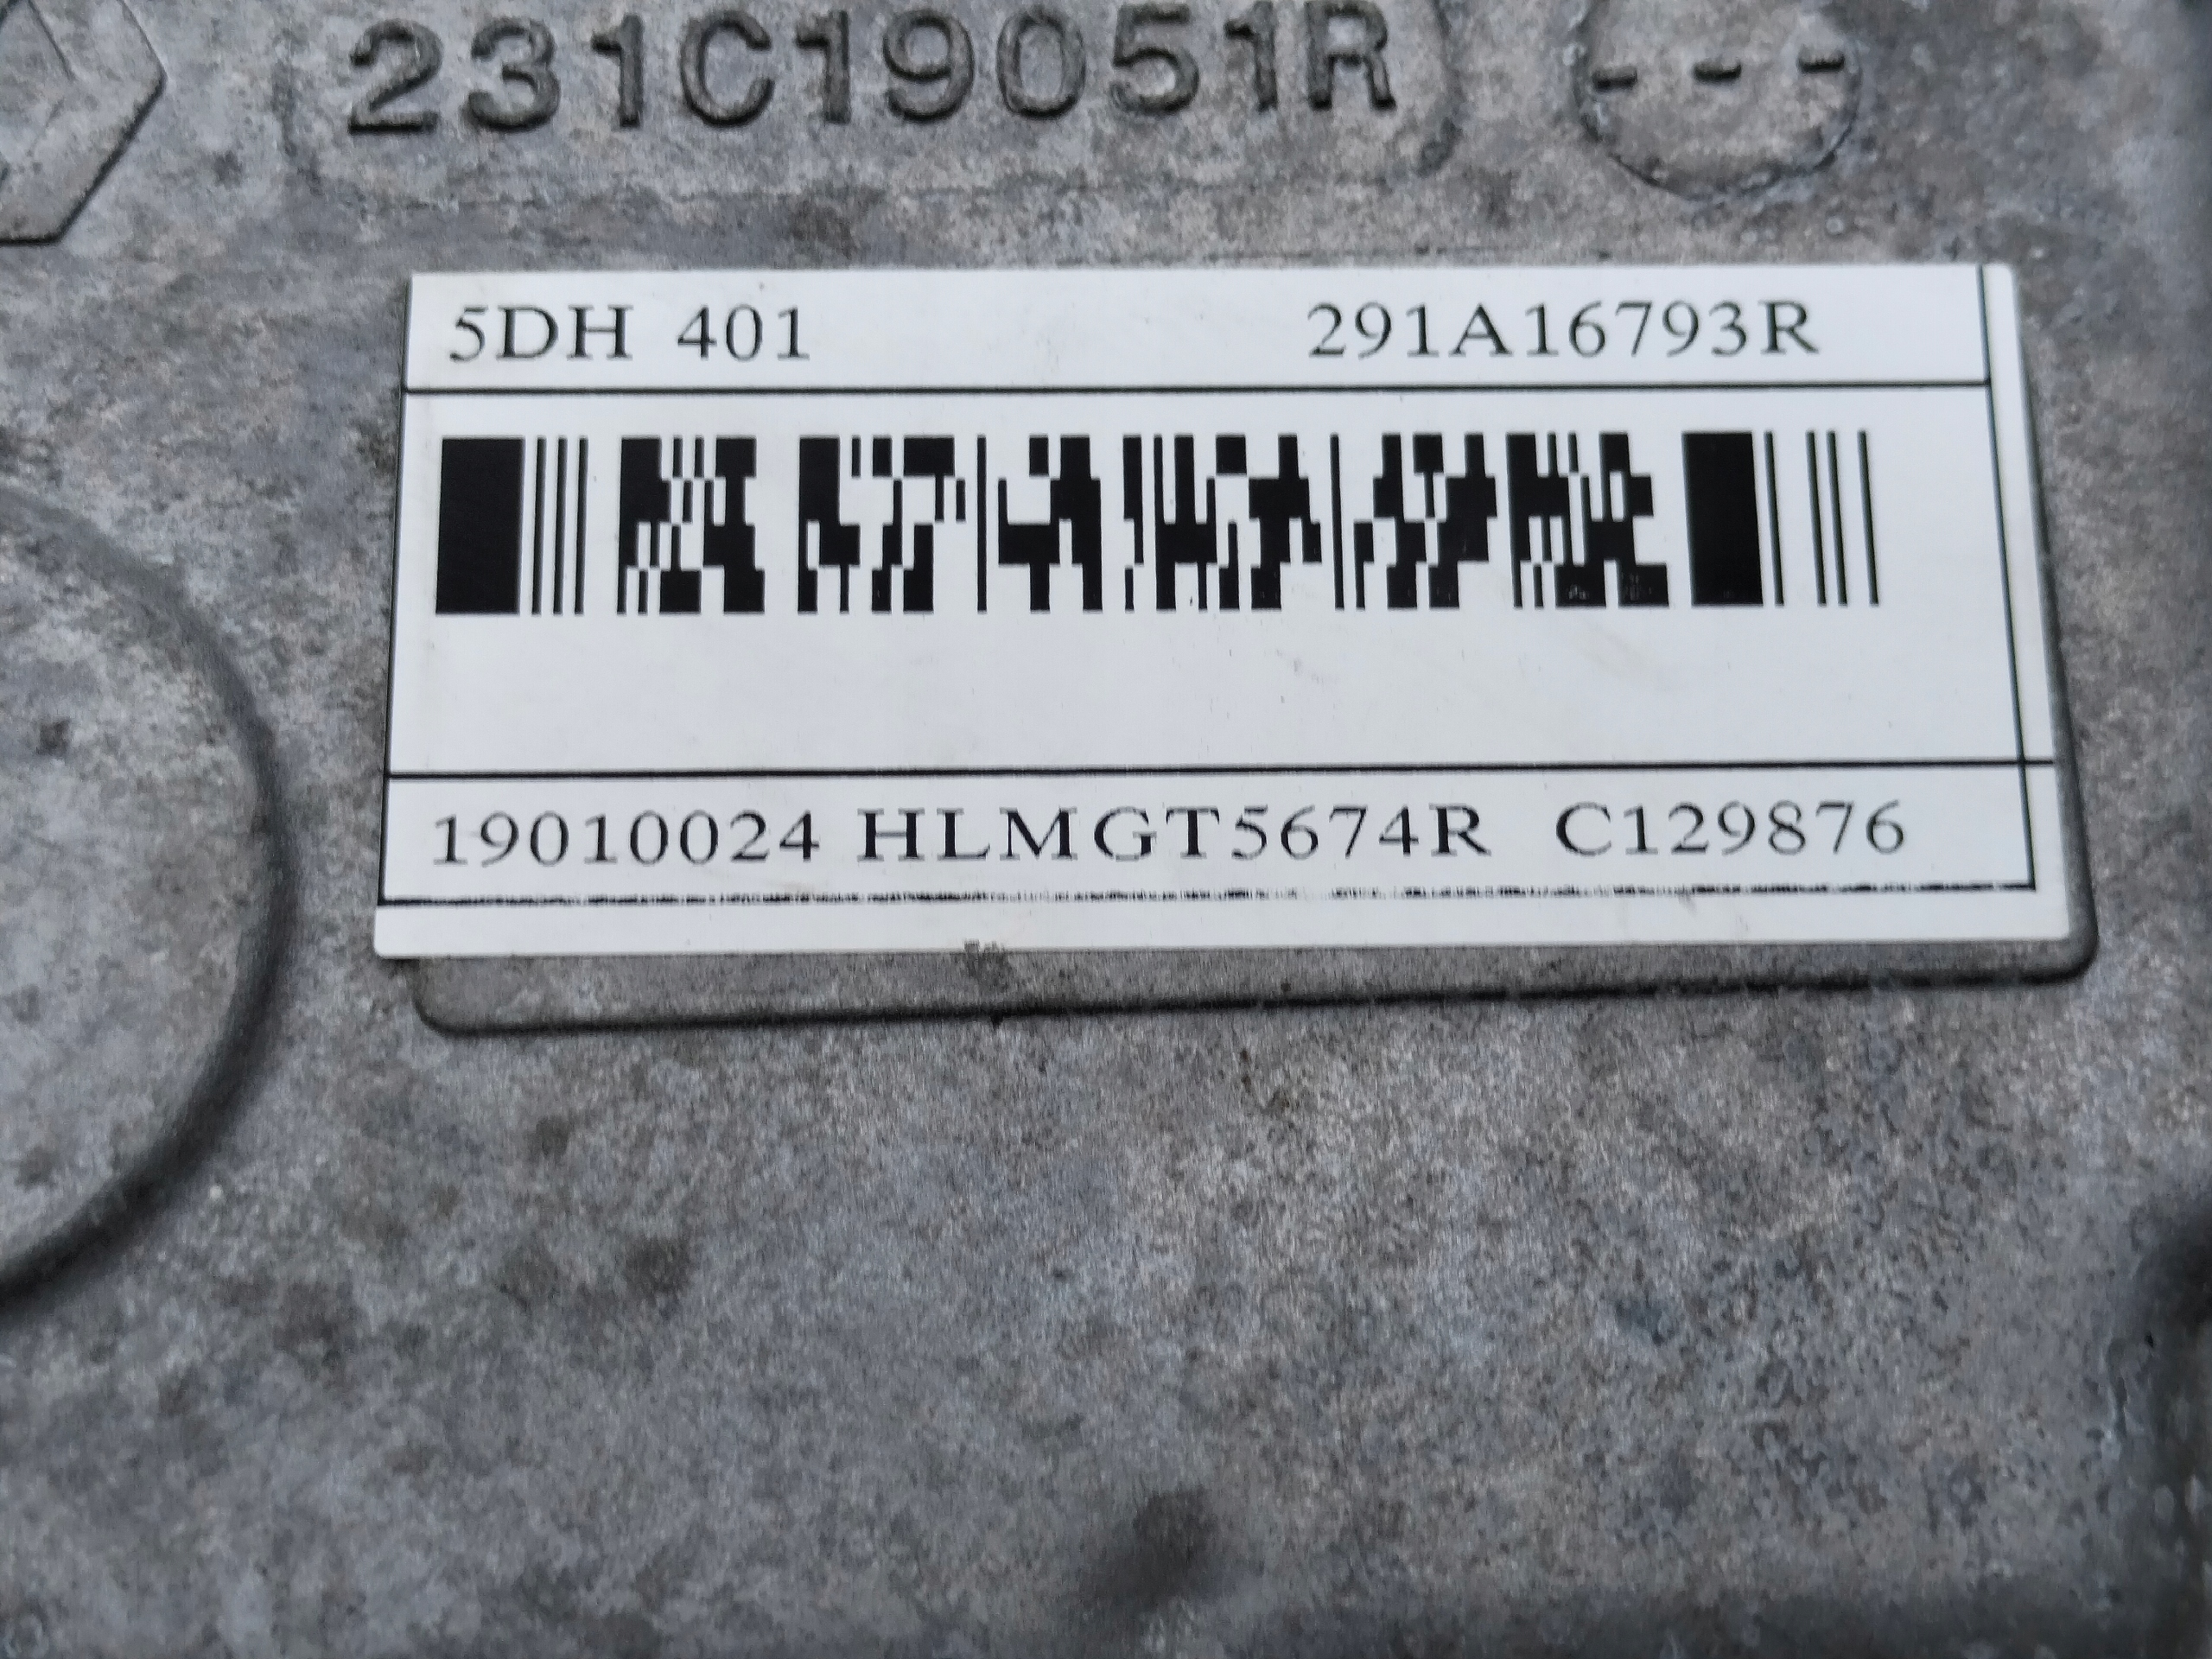 231C19051R
---
5DH 401 291A16793R
19010024 HLMGT5674R C129876